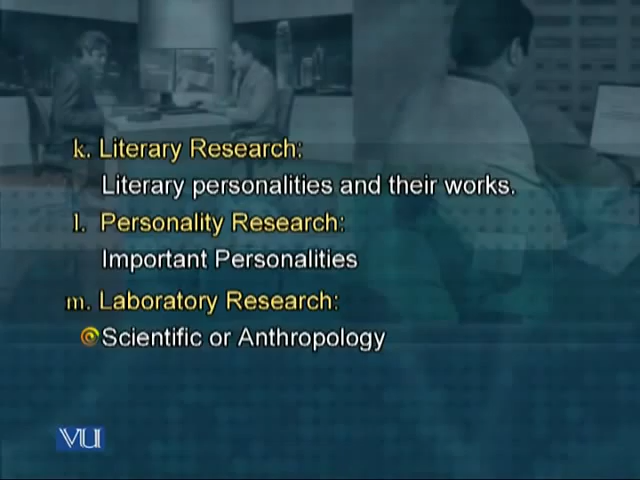 k. Literary Research:
Literary personalities and their works.
l. Personality Research:
Important Personalities
m. Laboratory Research:
Scientific or Anthropology
VU